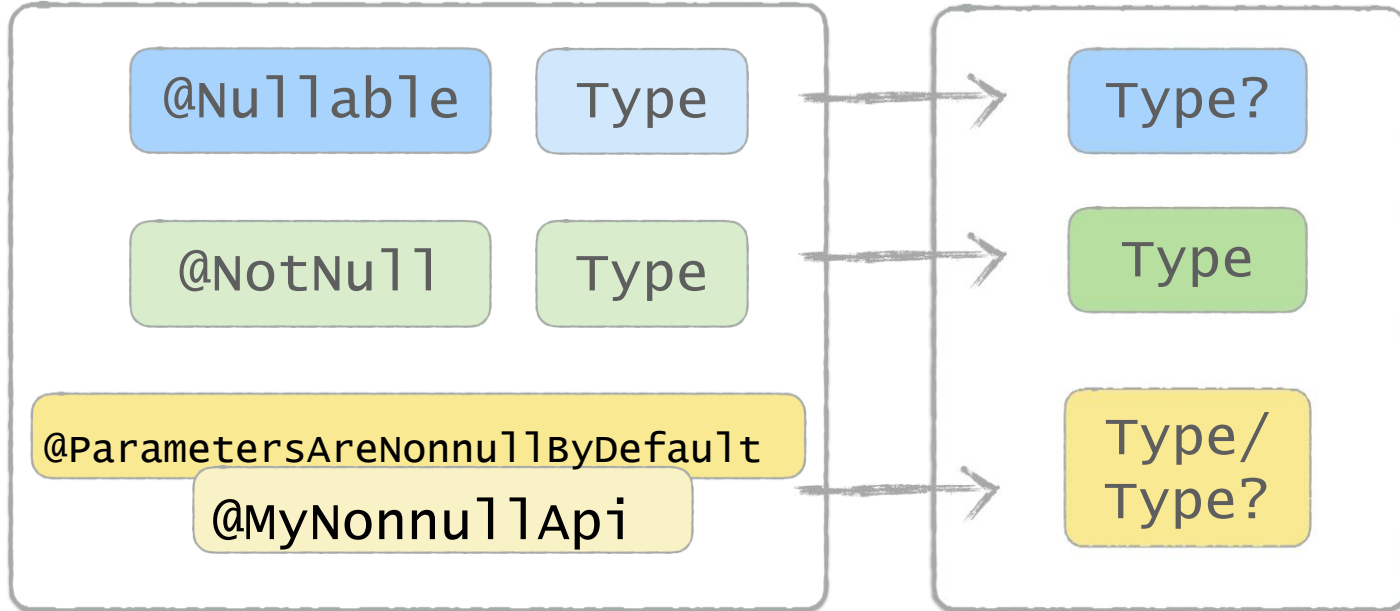 @Nullable Type Type?
@NotNull Type Type
@ParametersAreNonnullByDefault
@MyNonnullApi
Type/
Type?